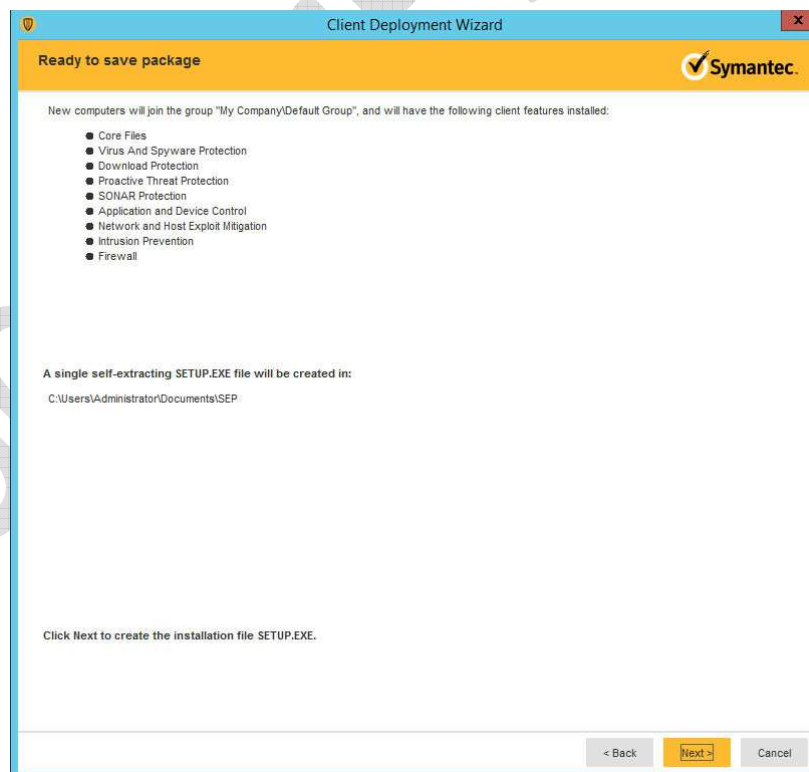 Client Deployment Wizard
x
Ready to save package
Symantec.
New computers will join the group "My Company\Default Group", and will have the following client features installed:
Core Files
Virus And Spyware Protection
Download Protection
Proactive Threat Protection
SONAR Protection
Application and Device Control
Network and Host Exploit Mitigation
Intrusion Prevention
Firewall
A single self-extracting SETUP.EXE file will be created in:
C:\Users\Administrator\Documents\SEP
Click Next to create the installation file SETUP.EXE.
< Back Next > Cancel